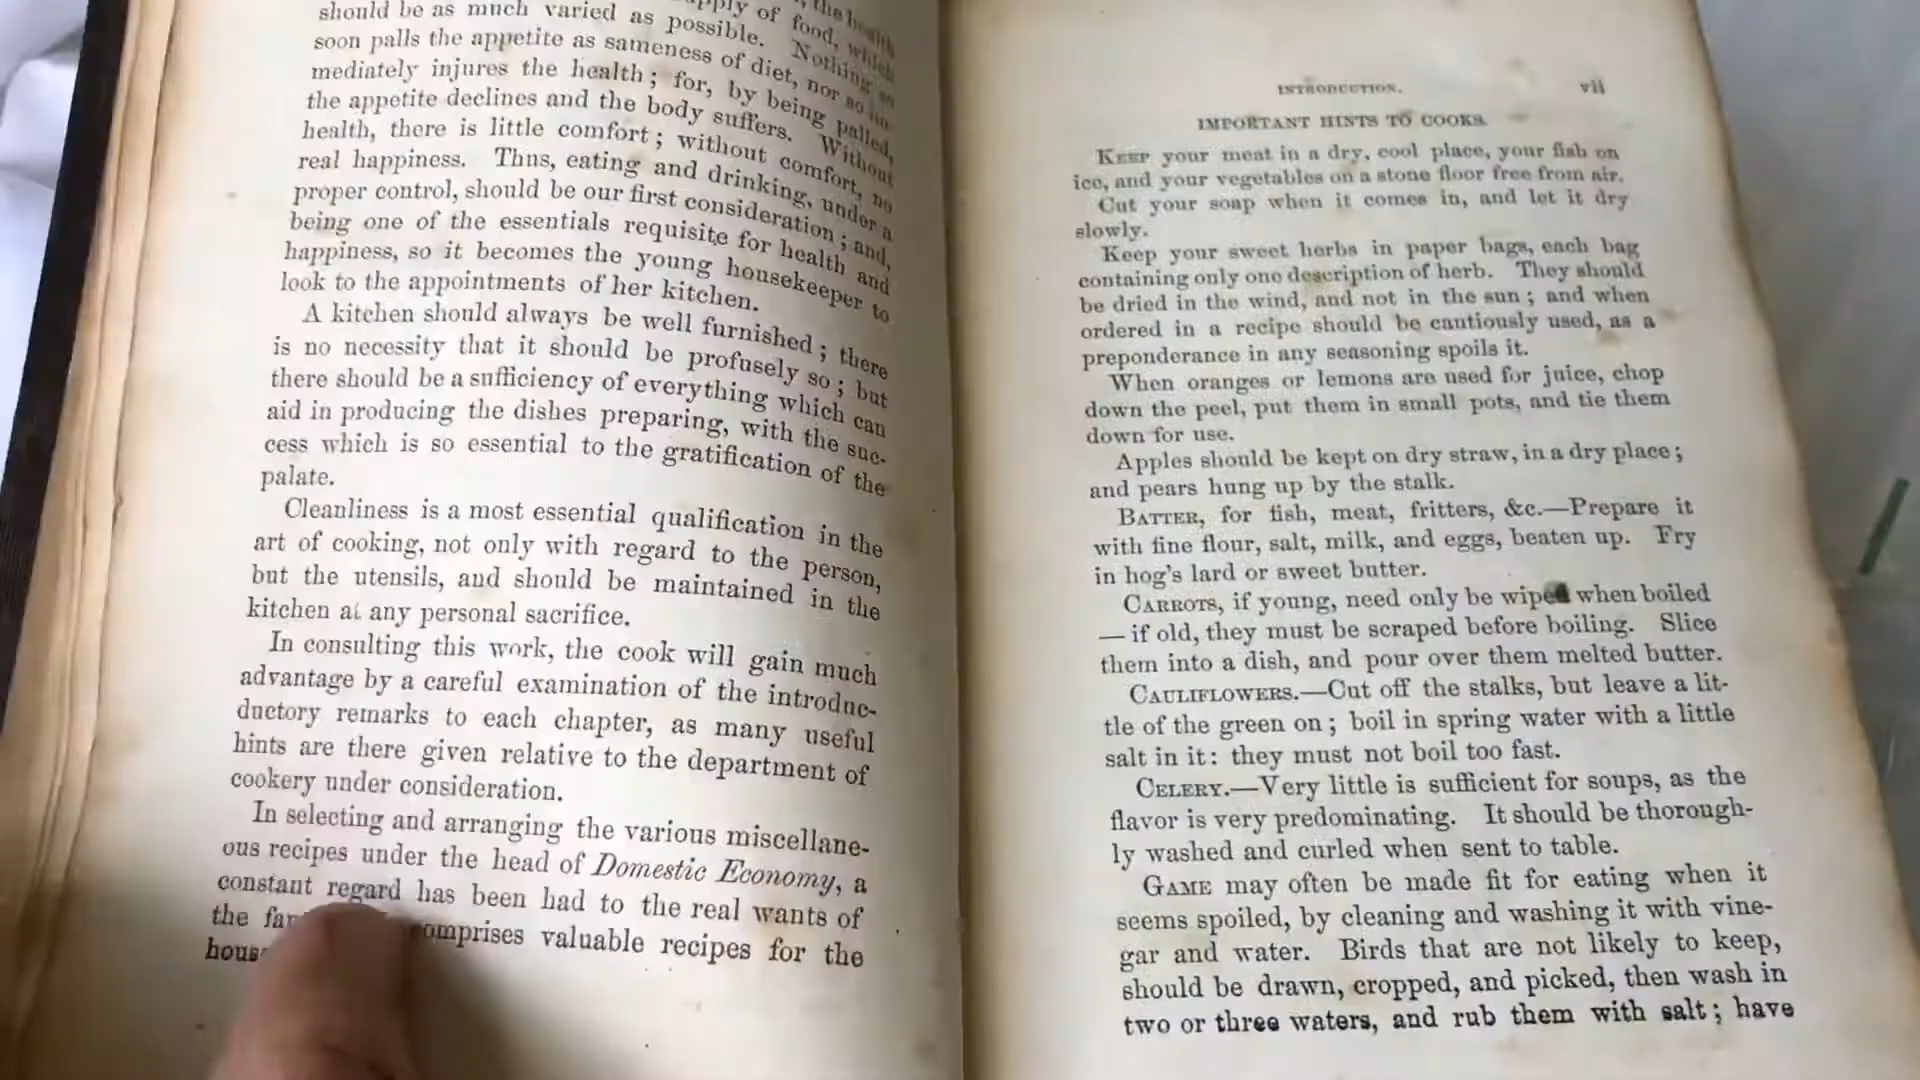 the health
supply of food, which
should be as much varied as possible. Nothing so
soon palls the appetite as sameness of diet, nor so im-
mediately injures the health; for, by being palled,
the appetite declines and the body suffers. Without
health, there is little comfort; without comfort, no
real happiness. Thus, eating and drinking, under a
proper control, should be our first consideration; and,
being one of the essentials requisite for health and
happiness, so it becomes the young housekeeper to
look to the appointments of her kitchen.
A kitchen should always be well furnished; there
is no necessity that it should be profusely so; but
there should be a sufficiency of everything which can
aid in producing the dishes preparing, with the suc-
cess which is so essential to the gratification of the
palate.
Cleanliness is a most essential qualification in the
art of cooking, not only with regard to the person,
but the utensils, and should be maintained in the
kitchen at any personal sacrifice.
In consulting this work, the cook will gain much
advantage by a careful examination of the introduc-
ductory remarks to each chapter, as many useful
hints are there given relative to the department of
cookery under consideration.
In selecting and arranging the various miscellane-
ous recipes under the head of Domestic Economy, a
constant regard has been had to the real wants of
the comprises valuable recipes for the
INTRODUCTION. vii
IMPORTANT HINTS TO COOKS.
KEEP your meat in a dry, cool place, your fish on
ice, and your vegetables on a stone floor free from air.
Cut your soap when it comes in, and let it dry
slowly.
Keep your sweet herbs in paper bags, each bag
containing only one description of herb. They should
be dried in the wind, and not in the sun; and when
ordered in a recipe should be cautiously used, as a
preponderance in any seasoning spoils it.
When oranges or lemons are used for juice, chop
down the peel, put them in small pots, and tie them
down for use.
Apples should be kept on dry straw, in a dry place;
and pears hung up by the stalk.
BATTER, for fish, meat, fritters, &c.—Prepare it
with fine flour, salt, milk, and eggs, beaten up. Fry
in hog's lard or sweet butter.
CARROTS, if young, need only be wiped when boiled
— if old, they must be scraped before boiling. Slice
them into a dish, and pour over them melted butter.
CAULIFLOWERS.—Cut off the stalks, but leave a lit-
tle of the green on; boil in spring water with a little
salt in it: they must not boil too fast.
CELERY.—Very little is sufficient for soups, as the
flavor is very predominating. It should be thorough-
ly washed and curled when sent to table.
GAME may often be made fit for eating when it
seems spoiled, by cleaning and washing it with vine-
gar and water. Birds that are not likely to keep,
should be drawn, cropped, and picked, then wash in
two or three waters, and rub them with salt; have